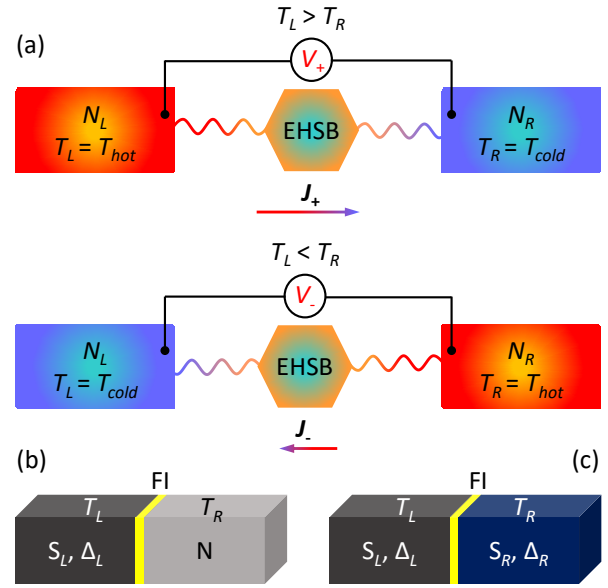 (a)
T_L > T_R
V_+
N_L
T_L = T_hot
EHSB
N_R
T_R = T_cold
J_+
T_L < T_R
V_-
N_L
T_L = T_cold
EHSB
N_R
T_R = T_hot
J_-
(b)
FI
T_L
T_R
S_L, Δ_L
N
(c)
FI
T_L
T_R
S_L, Δ_L
S_R, Δ_R